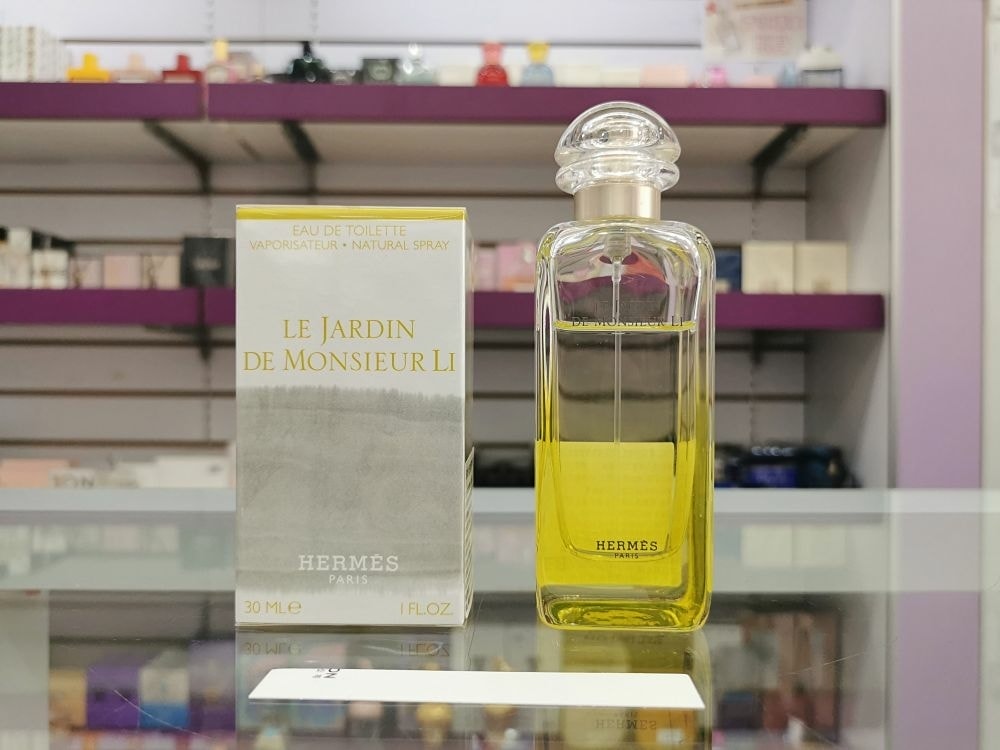 EAU DE TOILETTE
VAPORISATEUR • NATURAL SPRAY
LE JARDIN
DE MONSIEUR LI
HERMÈS
PARIS
30 ML e
1 FL.OZ.
DE MONSIEUR LI
HERMÈS
PARIS